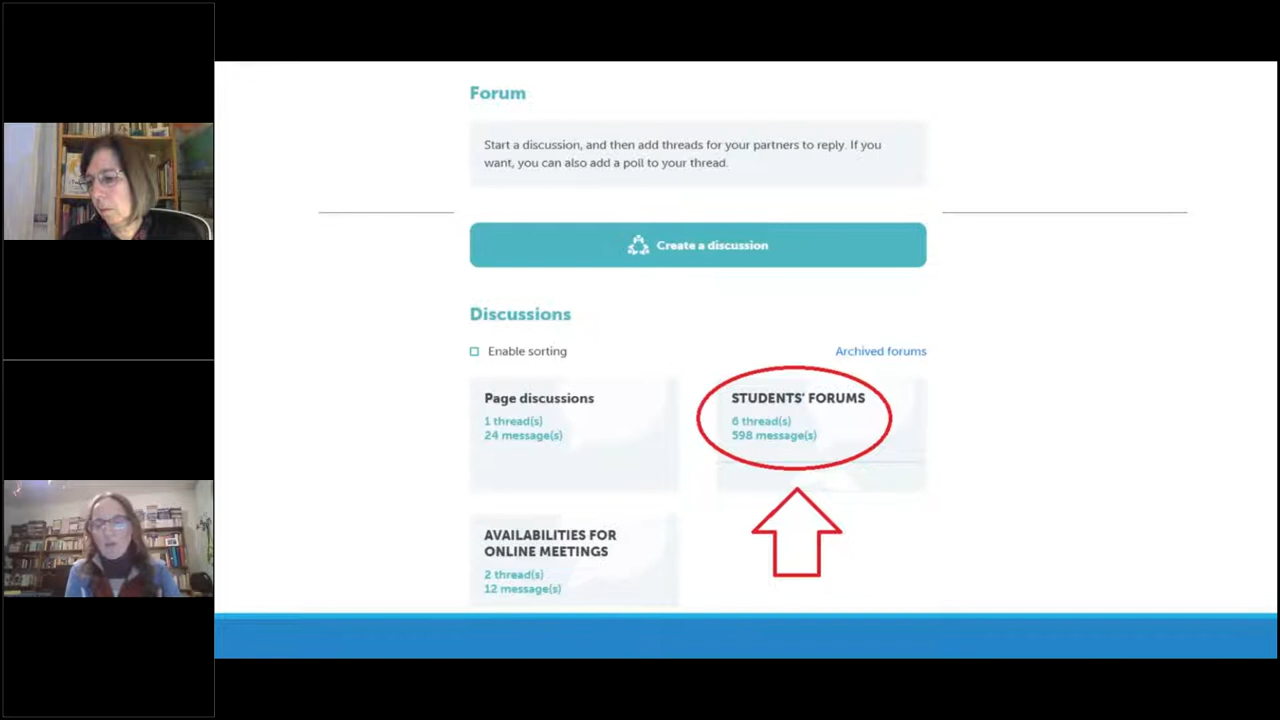 Forum
Start a discussion, and then add threads for your partners to reply. If you
want, you can also add a poll to your thread.
Create a discussion
Discussions
Enable sorting
Archived forums
Page discussions
1 thread(s)
24 message(s)
STUDENTS' FORUMS
6 thread(s)
598 message(s)
AVAILABILITIES FOR
ONLINE MEETINGS
2 thread(s)
12 message(s)